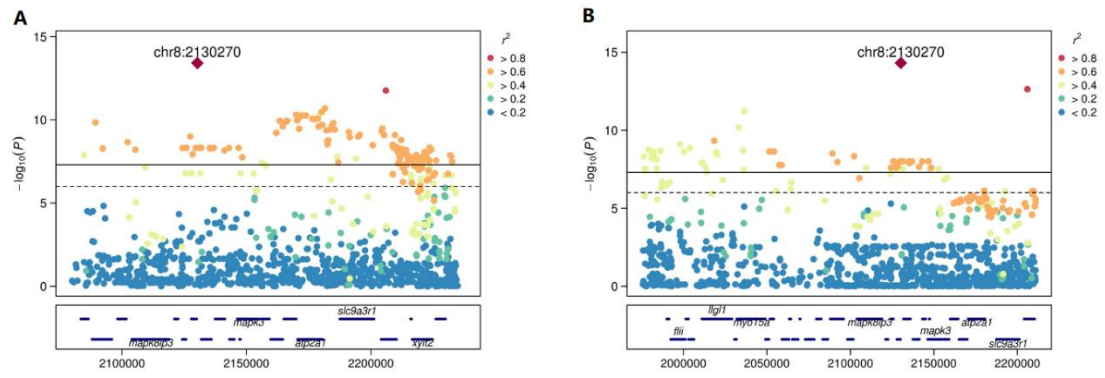 A
chr8:2130270
r²
> 0.8
> 0.6
> 0.4
> 0.2
< 0.2
15
10
5
0
−log₁₀(P)
slc9a3r1
mapk3
mapk8ip3
atp2a1
xylt2
2100000
2150000
2200000
B
chr8:2130270
r²
> 0.8
> 0.6
> 0.4
> 0.2
< 0.2
15
10
5
0
−log₁₀(P)
llgl1
myo15a
mapk8ip3
atp2a1
flii
mapk3
slc9a3r1
2000000
2050000
2100000
2150000
2200000